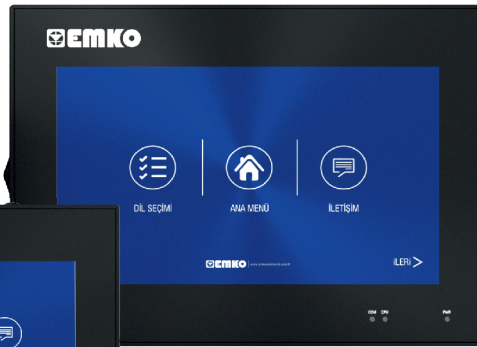 EMKO
DİL SEÇİMİ
ANA MENÜ
İLETİŞİM
EMKO
İLERİ >
COM CPU PWR